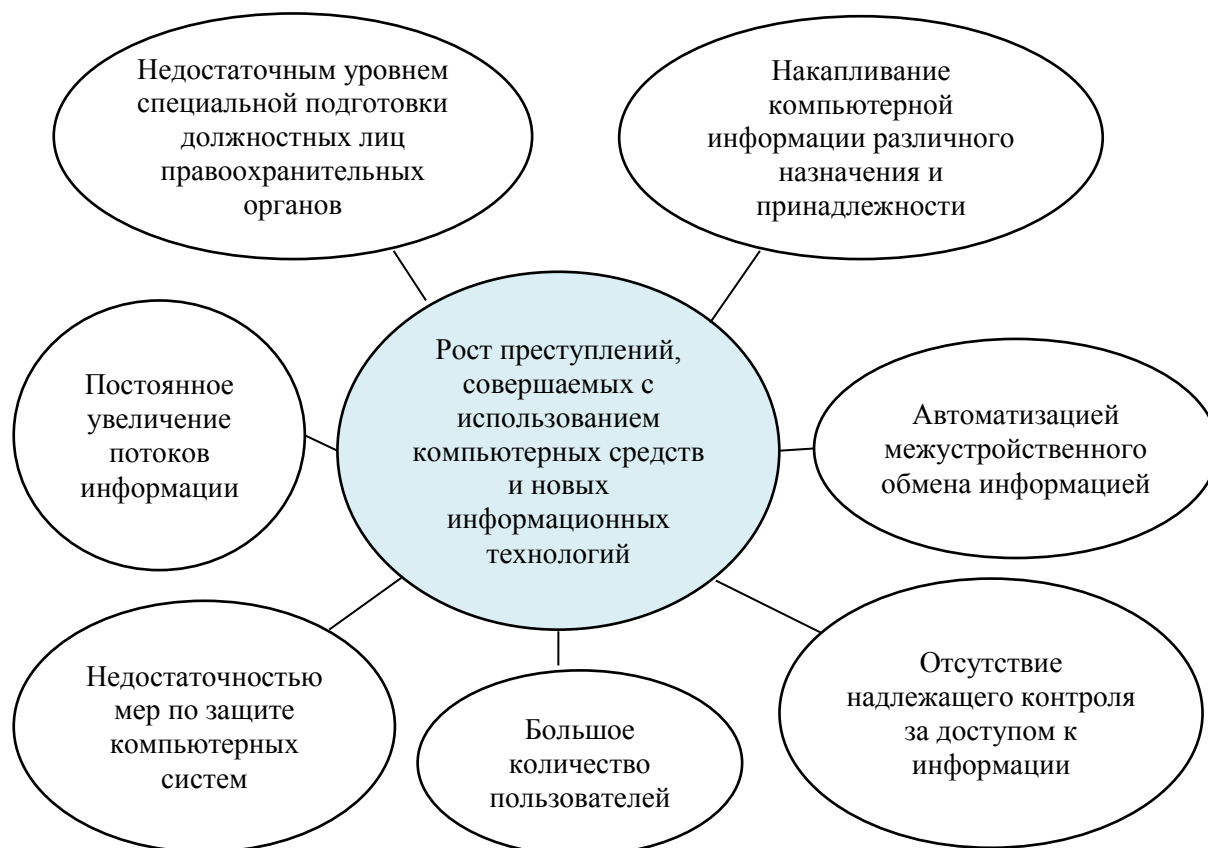 Недостаточным уровнем
специальной подготовки
должностных лиц
правоохранительных
органов
Накапливание
компьютерной
информации различного
назначения и
принадлежности
Рост преступлений,
совершаемых с
использованием
компьютерных средств
и новых
информационных
технологий
Постоянное
увеличение
потоков
информации
Автоматизацией
межустройственного
обмена информацией
Недостаточностью
мер по защите
компьютерных
систем
Большое
количество
пользователей
Отсутствие
надлежащего контроля
за доступом к
информации